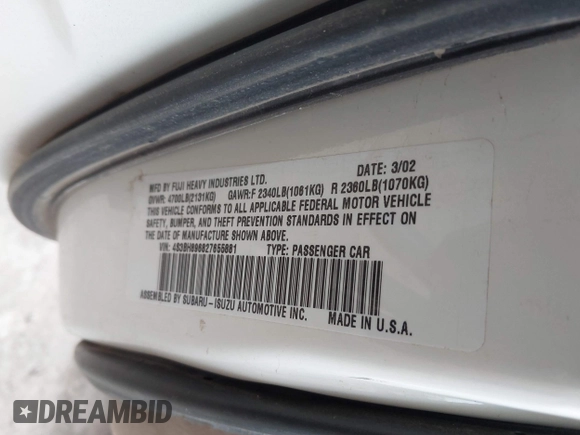 MFD BY FUJI HEAVY INDUSTRIES LTD. DATE: 3/02
GVWR: 4700LB(2131KG) GAWR:F 2340LB(1061KG) R 2360LB(1070KG)
THIS VEHICLE CONFORMS TO ALL APPLICABLE FEDERAL MOTOR VEHICLE
SAFETY, BUMPER, AND THEFT PREVENTION STANDARDS IN EFFECT ON
THE DATE OF MANUFACTURE SHOWN ABOVE.
VIN: TYPE: PASSENGER CAR
ASSEMBLED BY SUBARU-ISUZU AUTOMOTIVE INC. MADE IN U.S.A.
DREAMBID